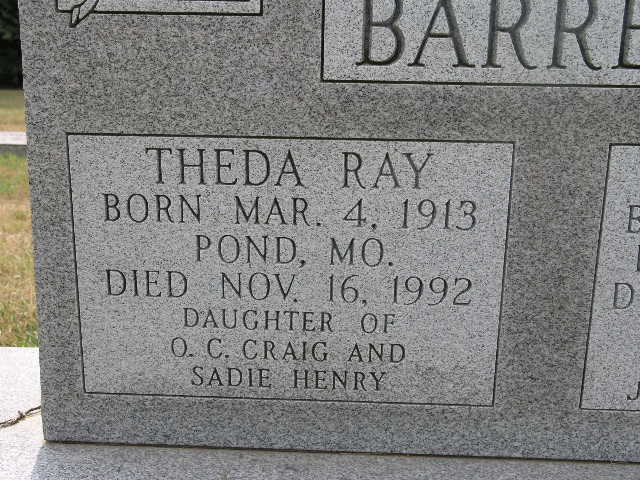 BARRE
THEDA RAY
BORN MAR. 4, 1913
POND, MO.
DIED NOV. 16, 1992
DAUGHTER OF
O. C. CRAIG AND
SADIE HENRY